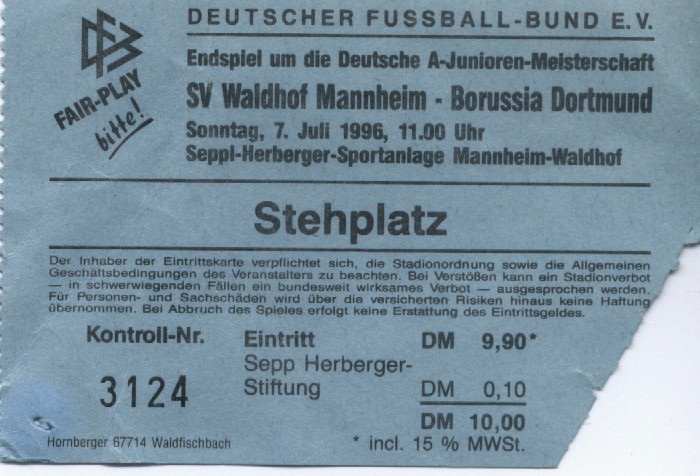 DFB
DEUTSCHER FUSSBALL-BUND E.V.
FAIR-PLAY
bitte!
Endspiel um die Deutsche A-Junioren-Meisterschaft
SV Waldhof Mannheim - Borussia Dortmund
Sonntag, 7. Juli 1996, 11.00 Uhr
Seppl-Herberger-Sportanlage Mannheim-Waldhof
Stehplatz
Der Inhaber der Eintrittskarte verpflichtet sich, die Stadionordnung sowie die Allgemeinen
Geschäftsbedingungen des Veranstalters zu beachten. Bei Verstößen kann ein Stadionverbot
— in schwerwiegenden Fällen ein bundesweit wirksames Verbot — ausgesprochen werden.
Für Personen- und Sachschäden wird über die versicherten Risiken hinaus keine Haftung
übernommen. Bei Abbruch des Spieles erfolgt keine Erstattung des Eintrittsgeldes.
Kontroll-Nr.
3124
Eintritt DM 9,90*
Sepp Herberger-
Stiftung DM 0,10
DM 10,00
* incl. 15 % MWSt.
Hornberger 67714 Waldfischbach